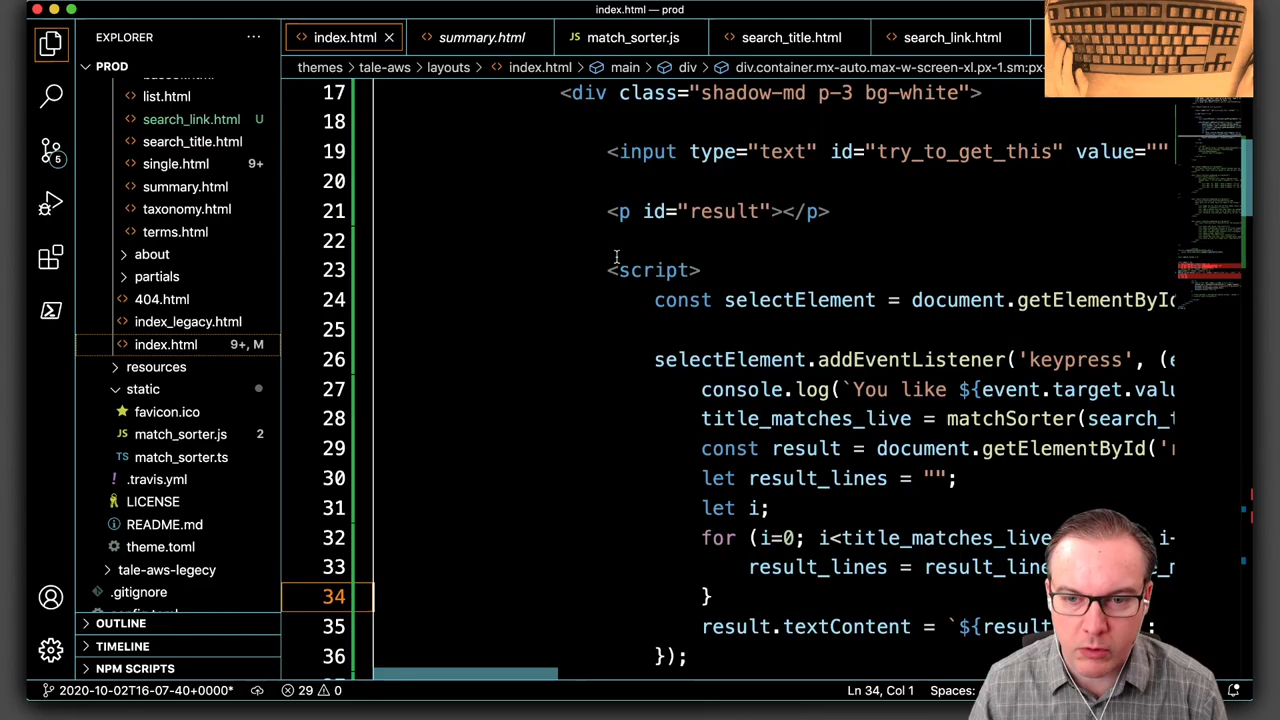 index.html — prod
EXPLORER
PROD
list.html
search_link.html U
search_title.html
single.html 9+
summary.html
taxonomy.html
terms.html
about
partials
404.html
index_legacy.html
index.html 9+, M
resources
static
favicon.ico
match_sorter.js 2
match_sorter.ts
.travis.yml
LICENSE
README.md
theme.toml
tale-aws-legacy
.gitignore
OUTLINE
TIMELINE
NPM SCRIPTS
index.html
summary.html
JS match_sorter.js
search_title.html
search_link.html
themes › tale-aws › layouts › index.html › main › div › div.container.mx-auto.max-w-screen-xl.px-1.sm:px-
17 <div class="shadow-md p-3 bg-white">
18
19 <input type="text" id="try_to_get_this" value=""
20
21 <p id="result"></p>
22
23 <script>
24 const selectElement = document.getElementById
25
26 selectElement.addEventListener('keypress', (e
27 console.log(`You like ${event.target.valu
28 title_matches_live = matchSorter(search_t
29 const result = document.getElementById('r
30 let result_lines = "";
31 let i;
32 for (i=0; i<title_matches_live
33 result_lines = result_line
34 }
35 result.textContent = `${result
36 });
2020-10-02T16-07-40+0000* 29 0
Ln 34, Col 1 Spaces:
5